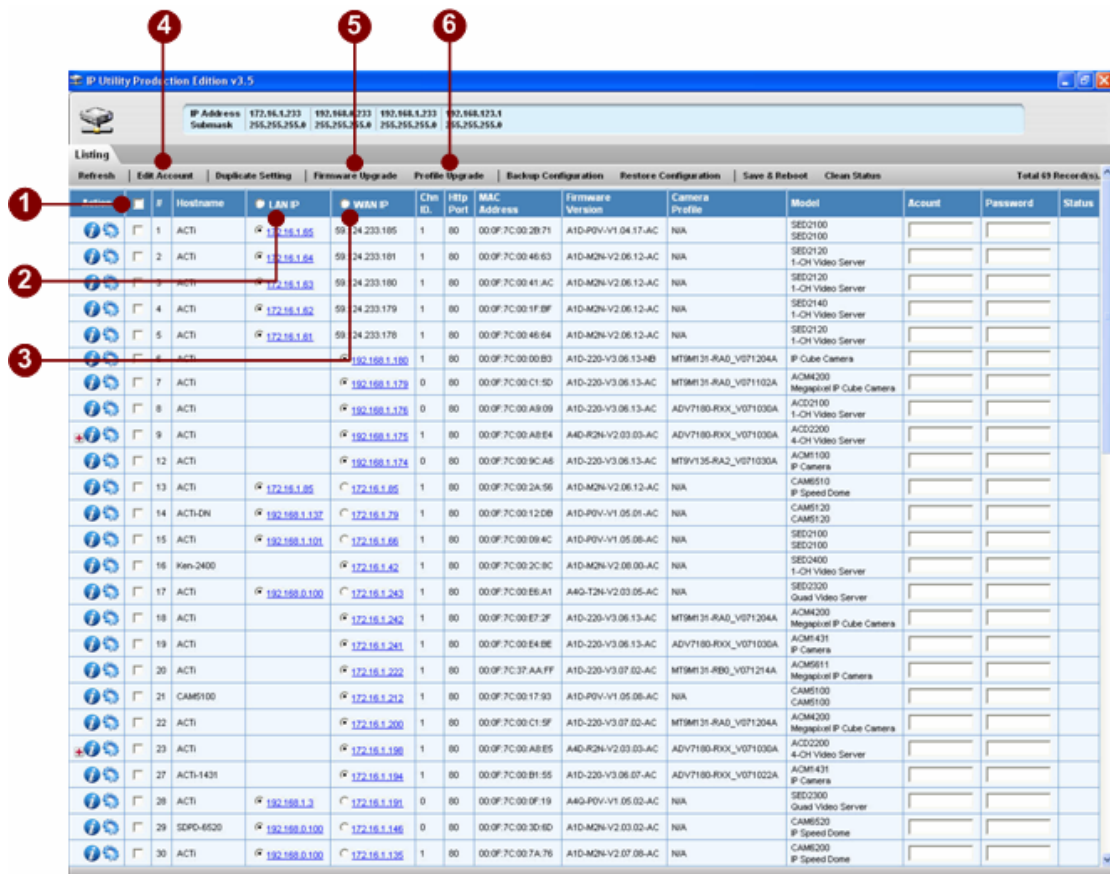 4 5 6
IP Utility Production Edition v3.5
IP Address 172.16.1.233 192.168.0.233 192.168.1.233 192.168.123.1
Submask 255.255.255.0 255.255.255.0 255.255.255.0 255.255.255.0
Listing
Refresh | Edit Account | Duplicate Setting | Firmware Upgrade Profile Upgrade | Backup Configuration Restore Configuration | Save & Reboot Clean Status Total 69 Record(s).
1
Action # Hostname LAN IP WAN IP Chn ID. Http Port MAC Address Firmware Version Camera Profile Model Acount Password Status
1 ACTi 172.16.1.65 59.124.233.185 1 80 00:0F:7C:00:2B:71 A1D-P0V-V1.04.17-AC N/A SED2100 SED2100
2 ACTi 172.16.1.64 59.124.233.181 1 80 00:0F:7C:00:46:63 A1D-M2N-V2.06.12-AC N/A SED2120 1-CH Video Server
2
3 ACTi 172.16.1.63 59.124.233.180 1 80 00:0F:7C:00:41:AC A1D-M2N-V2.06.12-AC N/A SED2120 1-CH Video Server
4 ACTi 172.16.1.62 59.124.233.179 1 80 00:0F:7C:00:1F:BF A1D-M2N-V2.06.12-AC N/A SED2140 1-CH Video Server
5 ACTi 172.16.1.61 59.124.233.178 1 80 00:0F:7C:00:46:64 A1D-M2N-V2.06.12-AC N/A SED2120 1-CH Video Server
3
6 ACTi 192.168.1.180 1 80 00:0F:7C:00:00:B3 A1D-220-V3.06.13-NB MT9M131-RA0_V071204A IP Cube Camera
7 ACTi 192.168.1.179 0 80 00:0F:7C:00:C1:5D A1D-220-V3.06.13-AC MT9M131-RA0_V071102A ACM4200 Megapixel IP Cube Camera
8 ACTi 192.168.1.176 0 80 00:0F:7C:00:A9:09 A1D-220-V3.06.13-AC ADV7180-RXX_V071030A ACD2100 1-CH Video Server
9 ACTi 192.168.1.175 1 80 00:0F:7C:00:A8:E4 A4D-R2N-V2.03.03-AC ADV7180-RXX_V071030A ACD2200 4-CH Video Server
12 ACTi 192.168.1.174 0 80 00:0F:7C:00:9C:A6 A1D-220-V3.06.13-AC MT9V135-RA2_V071030A ACM1100 IP Camera
13 ACTi 172.16.1.85 172.16.1.85 1 80 00:0F:7C:00:2A:56 A1D-M2N-V2.06.12-AC N/A CAM6510 IP Speed Dome
14 ACTi-DN 192.168.1.137 172.16.1.79 1 80 00:0F:7C:00:12:DB A1D-P0V-V1.05.01-AC N/A CAM5120 CAM5120
15 ACTi 192.168.1.101 172.16.1.66 1 80 00:0F:7C:00:09:4C A1D-P0V-V1.05.08-AC N/A SED2100 SED2100
16 Ken-2400 172.16.1.42 1 80 00:0F:7C:00:2C:8C A1D-M2N-V2.08.00-AC N/A SED2400 1-CH Video Server
17 ACTi 192.168.0.100 172.16.1.243 1 80 00:0F:7C:00:E6:A1 A4Q-T2N-V2.03.05-AC N/A SED2320 Quad Video Server
18 ACTi 172.16.1.242 1 80 00:0F:7C:00:E7:2F A1D-220-V3.06.13-AC MT9M131-RA0_V071204A ACM4200 Megapixel IP Cube Camera
19 ACTi 172.16.1.241 1 80 00:0F:7C:00:E4:BE A1D-220-V3.06.13-AC ADV7180-RXX_V071030A ACM1431 IP Camera
20 ACTi 172.16.1.222 1 80 00:0F:7C:37:AA:FF A1D-220-V3.07.02-AC MT9M131-RB0_V071214A ACM5611 Megapixel IP Camera
21 CAM5100 172.16.1.212 1 80 00:0F:7C:00:17:93 A1D-P0V-V1.05.08-AC N/A CAM5100 CAM5100
22 ACTi 172.16.1.200 1 80 00:0F:7C:00:C1:5F A1D-220-V3.07.02-AC MT9M131-RA0_V071204A ACM4200 Megapixel IP Cube Camera
23 ACTi 172.16.1.198 1 80 00:0F:7C:00:A8:E5 A4D-R2N-V2.03.03-AC ADV7180-RXX_V071030A ACD2200 4-CH Video Server
27 ACTi-1431 172.16.1.194 1 80 00:0F:7C:00:B1:55 A1D-220-V3.06.07-AC ADV7180-RXX_V071022A ACM1431 IP Camera
28 ACTi 192.168.1.3 172.16.1.191 0 80 00:0F:7C:00:0F:19 A4Q-P0V-V1.05.02-AC N/A SED2300 Quad Video Server
29 SDPD-6520 192.168.0.100 172.16.1.146 0 80 00:0F:7C:00:3D:6D A1D-M2N-V2.03.02-AC N/A CAM6520 IP Speed Dome
30 ACTi 192.168.0.100 172.16.1.135 1 80 00:0F:7C:00:7A:76 A1D-M2N-V2.07.08-AC N/A CAM6200 IP Speed Dome